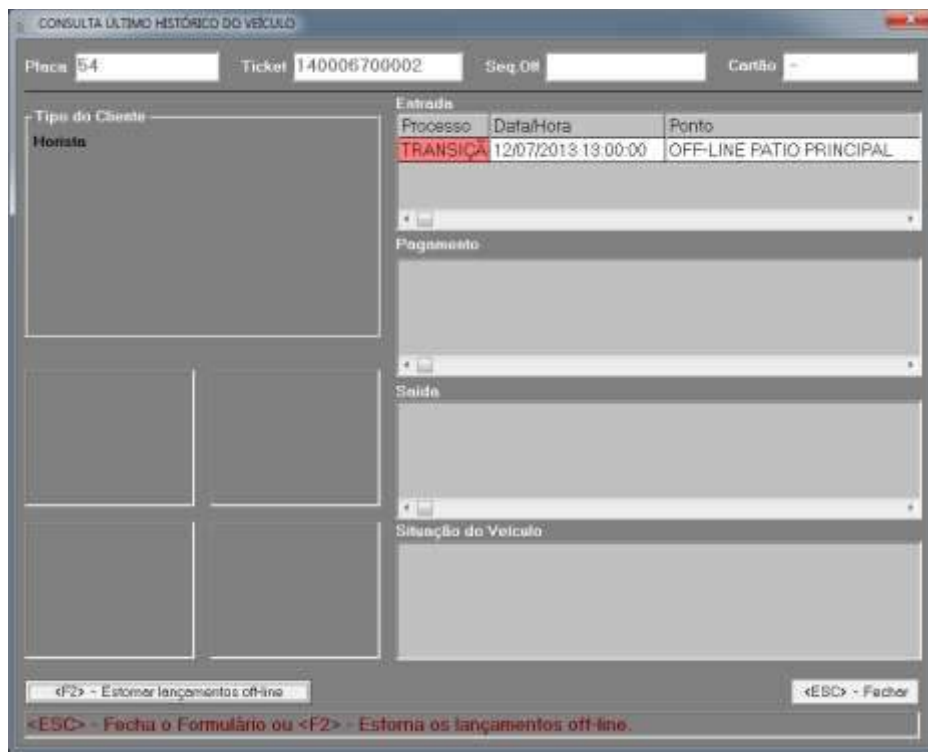 CONSULTA ÚLTIMO HISTÓRICO DO VEÍCULO
Placa 54 Ticket 140006700002 Seq.Off Cartão -
Tipo do Cliente
Horista
Entrada
Processo Data/Hora Ponto
TRANSIÇÃ 12/07/2013 13:00:00 OFF-LINE PATIO PRINCIPAL
Pagamento
Saída
Situação do Veículo
<F2> - Estornar lançamentos off-line <ESC> - Fechar
<ESC> - Fecha o Formulário ou <F2> - Estorna os lançamentos off-line.